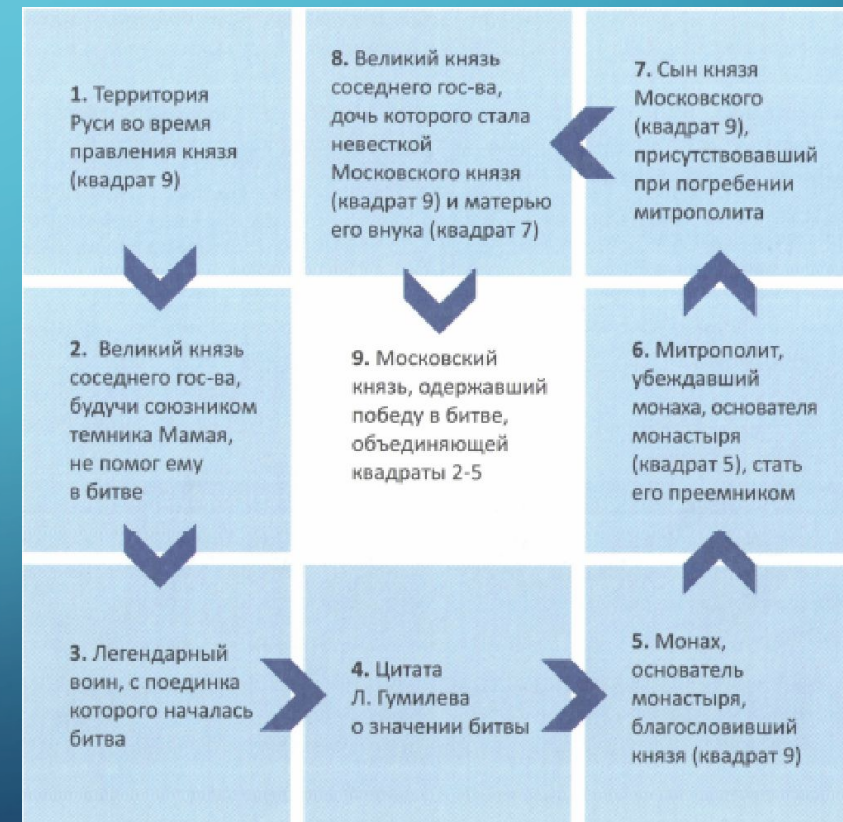 1. Территория
Руси во время
правления князя
(квадрат 9)
8. Великий князь
соседнего гос-ва,
дочь которого стала
невесткой
Московского князя
(квадрат 9) и матерью
его внука (квадрат 7)
7. Сын князя
Московского
(квадрат 9),
присутствовавший
при погребении
митрополита
2. Великий князь
соседнего гос-ва,
будучи союзником
темника Мамая,
не помог ему
в битве
9. Московский
князь, одержавший
победу в битве,
объединяющей
квадраты 2-5
6. Митрополит,
убеждавший
монаха, основателя
монастыря
(квадрат 5), стать
его преемником
3. Легендарный
воин, с поединка
которого началась
битва
4. Цитата
Л. Гумилева
о значении битвы
5. Монах,
основатель
монастыря,
благословивший
князя (квадрат 9)